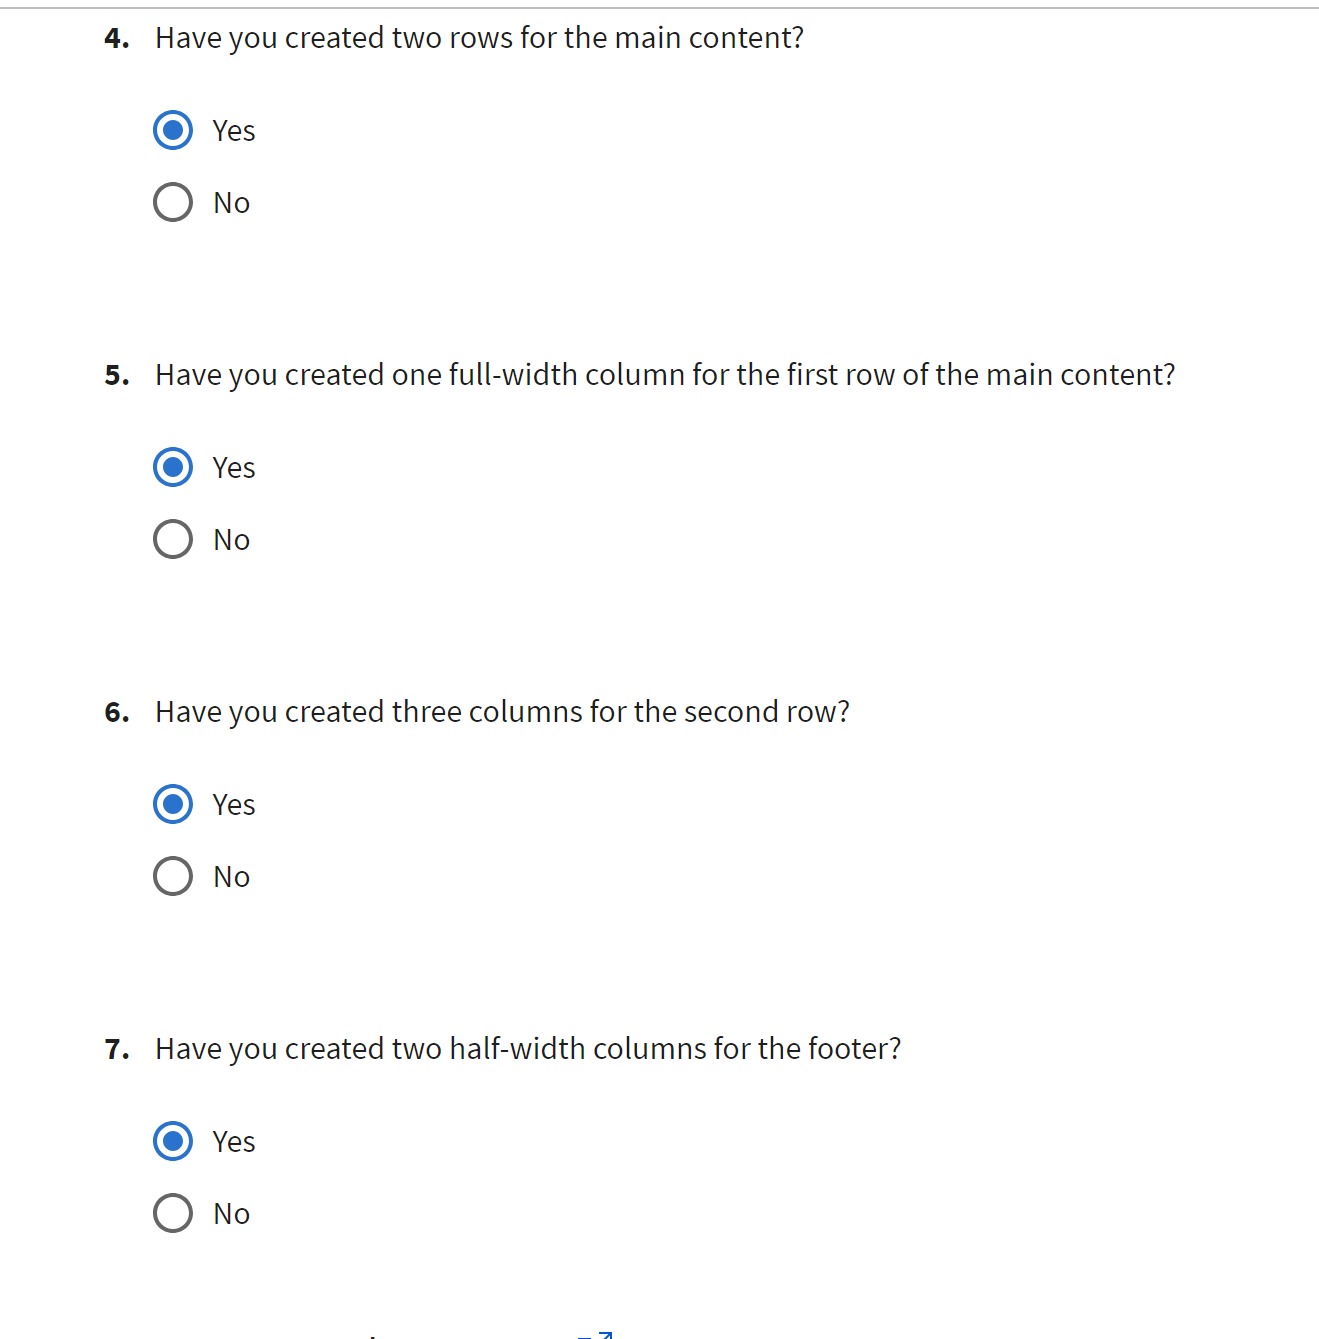 4. Have you created two rows for the main content?
Yes
No
5. Have you created one full-width column for the first row of the main content?
Yes
No
6. Have you created three columns for the second row?
Yes
No
7. Have you created two half-width columns for the footer?
Yes
No